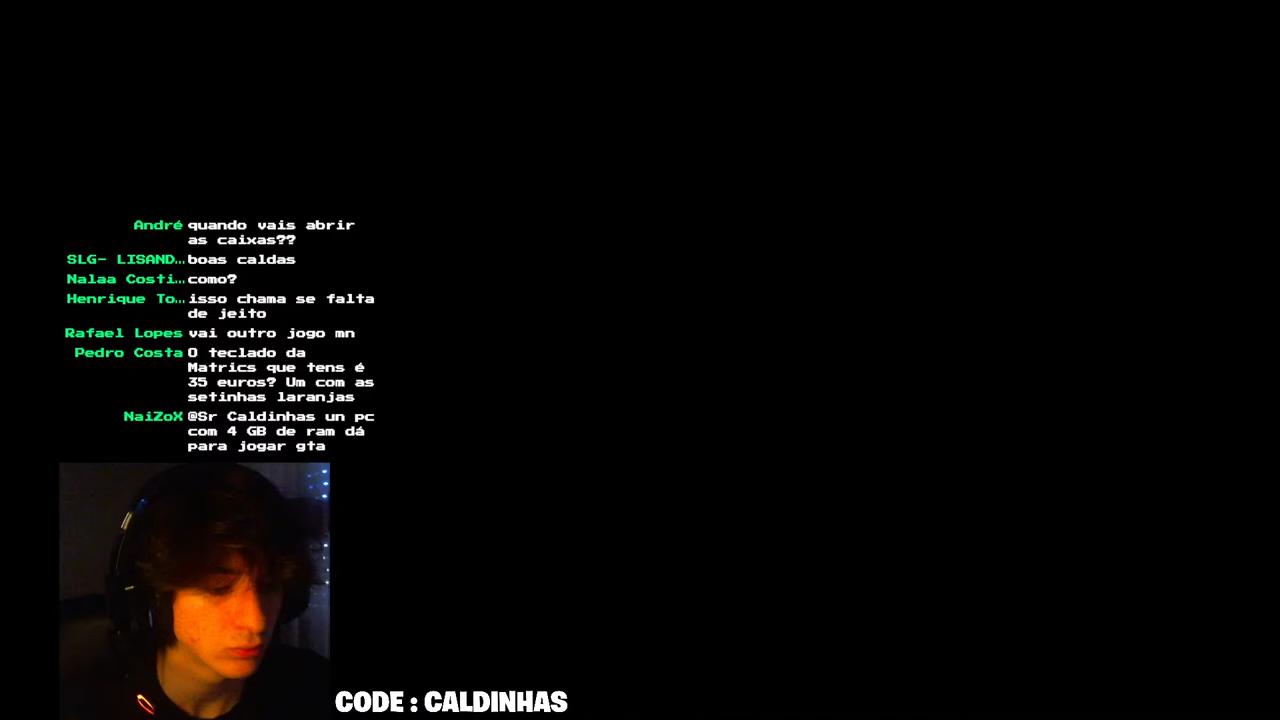 André quando vais abrir
as caixas??
SLG- LISAND… boas caldas
Nalaa Costi… como?
Henrique To… isso chama se falta
de jeito
Rafael Lopes vai outro jogo mn
Pedro Costa O teclado da
Matrics que tens é
35 euros? Um com as
setinhas laranjas
NaiZoX @Sr Caldinhas un pc
com 4 GB de ram dá
para jogar gta
CODE : CALDINHAS